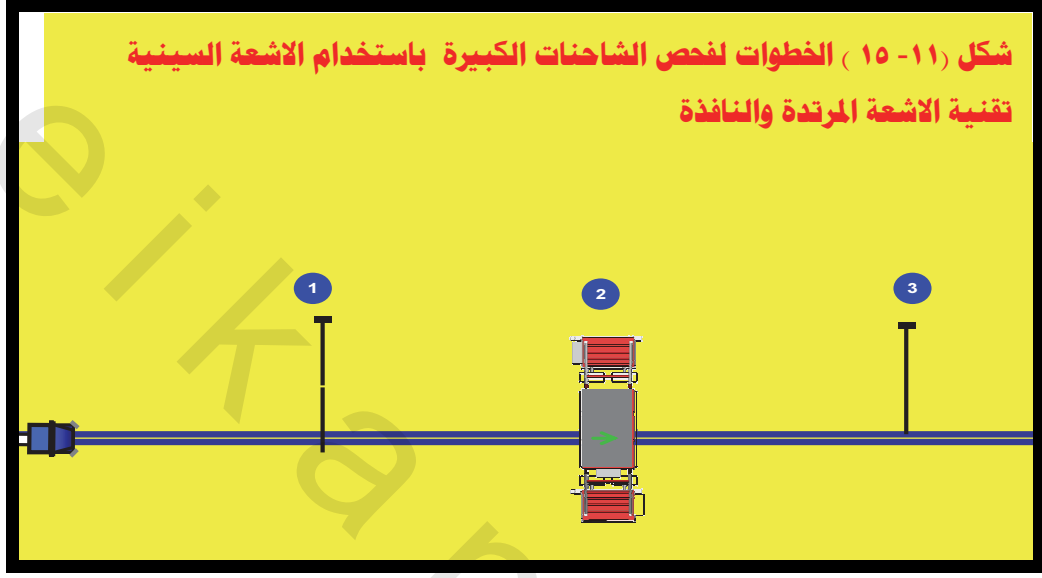 شكل (١١- ١٥ ) الخطوات لفحص الشاحنات الكبيرة باستخدام الاشعة السينية
تقنية الاشعة المرتدة والنافذة
1
2
3
e i k a n